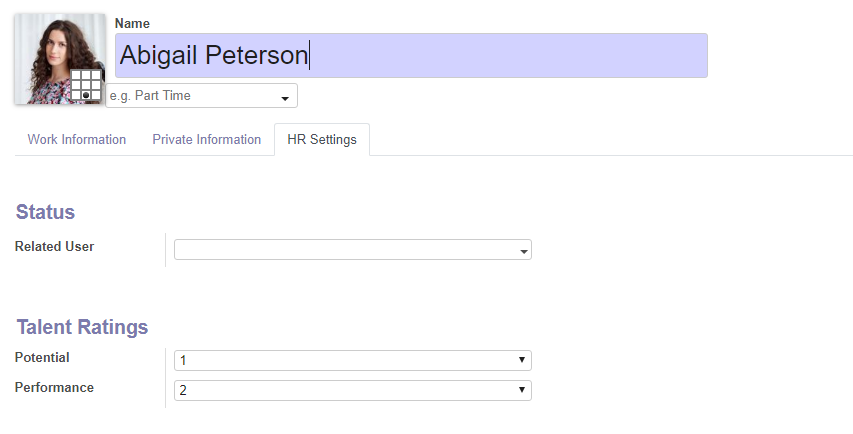 Name
Abigail Peterson
e.g. Part Time
Work Information Private Information HR Settings
Status
Related User
Talent Ratings
Potential 1
Performance 2